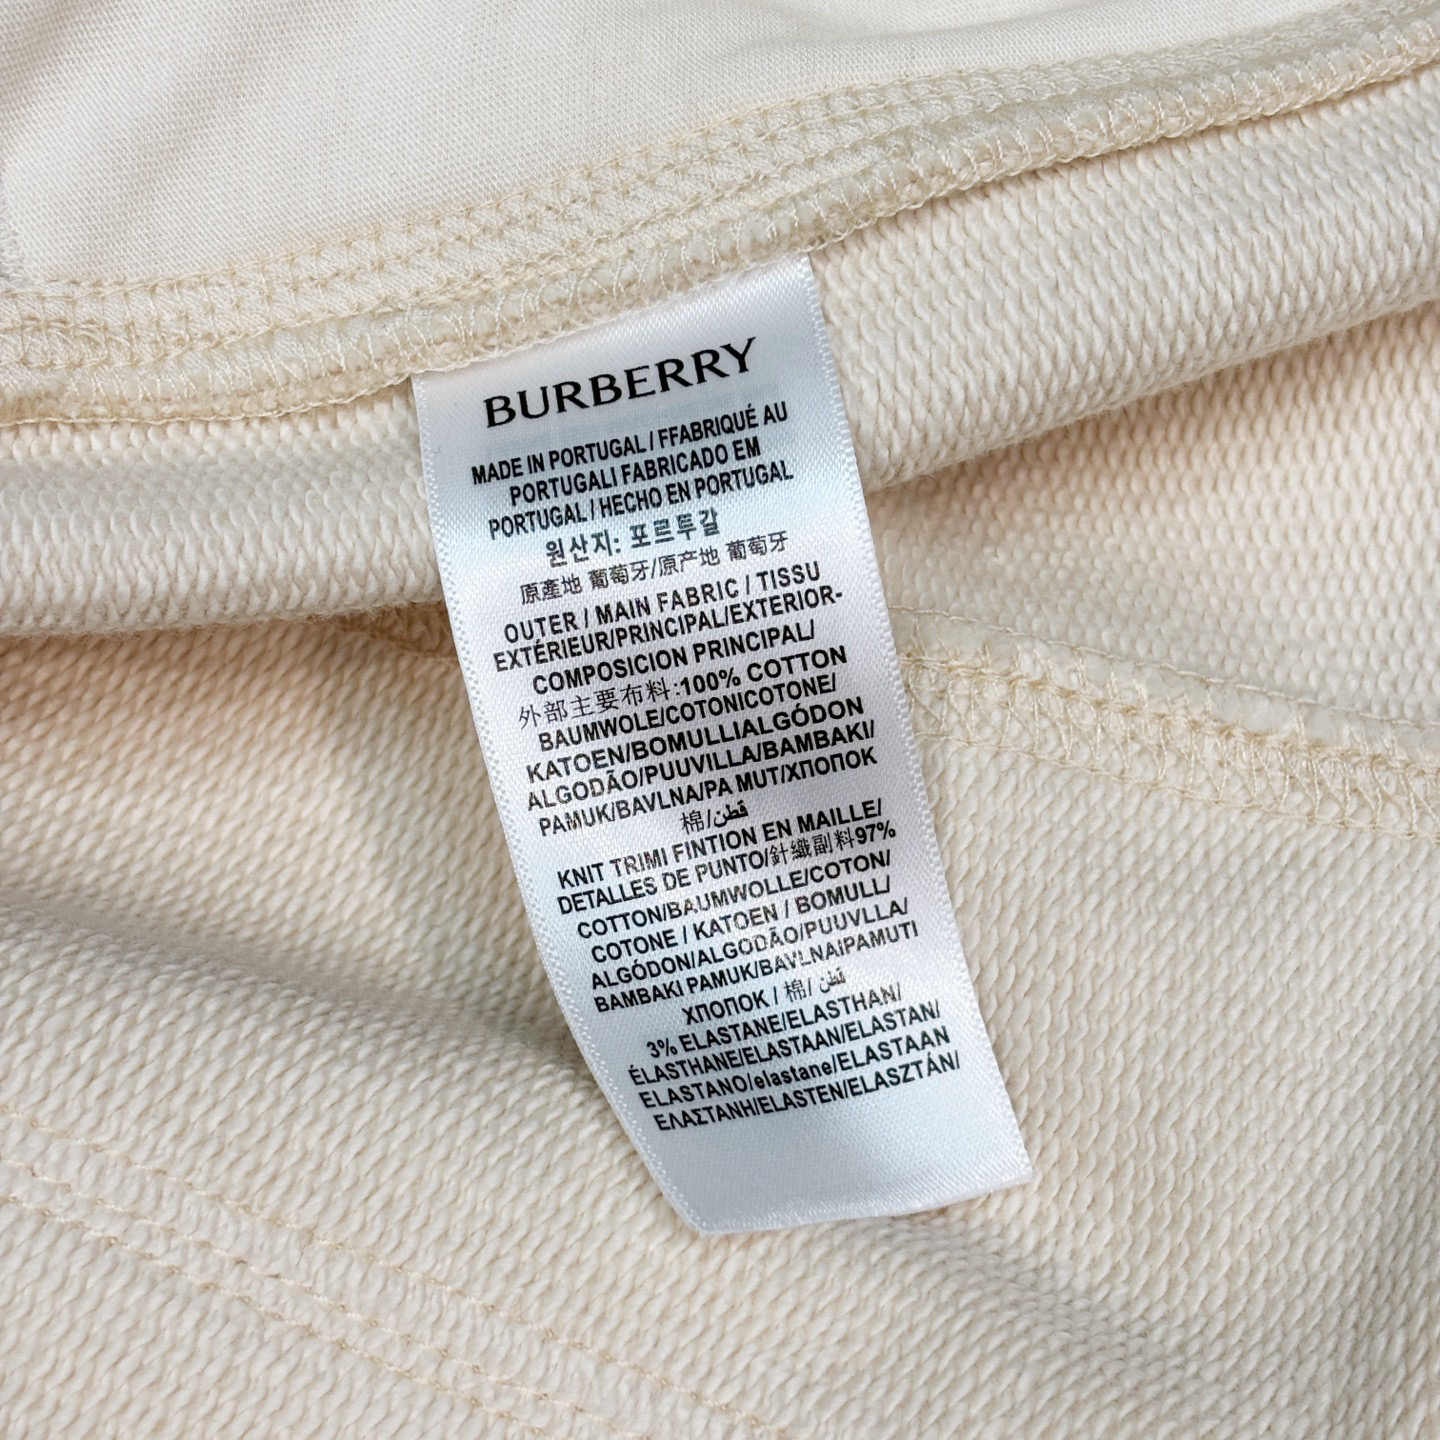 BURBERRY
MADE IN PORTUGAL / FFABRIQUÉ AU
PORTUGALI FABRICADO EM
PORTUGAL / HECHO EN PORTUGAL
원산지: 포르투갈
原產地 葡萄牙/原产地 葡萄牙
OUTER / MAIN FABRIC / TISSU
EXTÉRIEUR/PRINCIPAL/EXTERIOR-
COMPOSICION PRINCIPAL/
外部主要布料:100% COTTON
BAUMWOLE/COTONICOTONE/
KATOEN/BOMULLIALGÓDON
ALGODÃO/PUUVILLA/BAMBAKI/
PAMUK/BAVLNA/PA MUT/ХПОПОК
棉/قطن
KNIT TRIMI FINTION EN MAILLE/
DETALLES DE PUNTO/針織副料97%
COTTON/BAUMWOLLE/COTON/
COTONE / KATOEN / BOMULL/
ALGÓDON/ALGODÃO/PUUVLLA/
BAMBAKI PAMUK/BAVLNA/PAMUTI
ХПОПОК / 棉/ قطن
3% ELASTANE/ELASTHAN/
ÉLASTHANE/ELASTAAN/ELASTAN/
ELASTANO/elastane/ELASTAAN
ΕΛΑΣΤΑΝΗ/ELASTEN/ELASZTÁN/